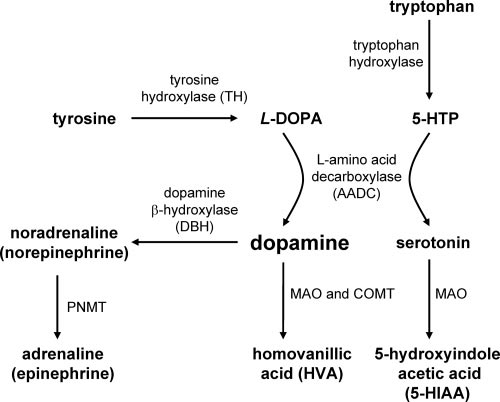 tryptophan
tryptophan
hydroxylase
tyrosine
hydroxylase (TH)
tyrosine
L-DOPA
5-HTP
L-amino acid
decarboxylase
(AADC)
dopamine
β-hydroxylase
(DBH)
noradrenaline
(norepinephrine)
dopamine
serotonin
PNMT
MAO and COMT
MAO
adrenaline
(epinephrine)
homovanillic
acid (HVA)
5-hydroxyindole
acetic acid
(5-HIAA)